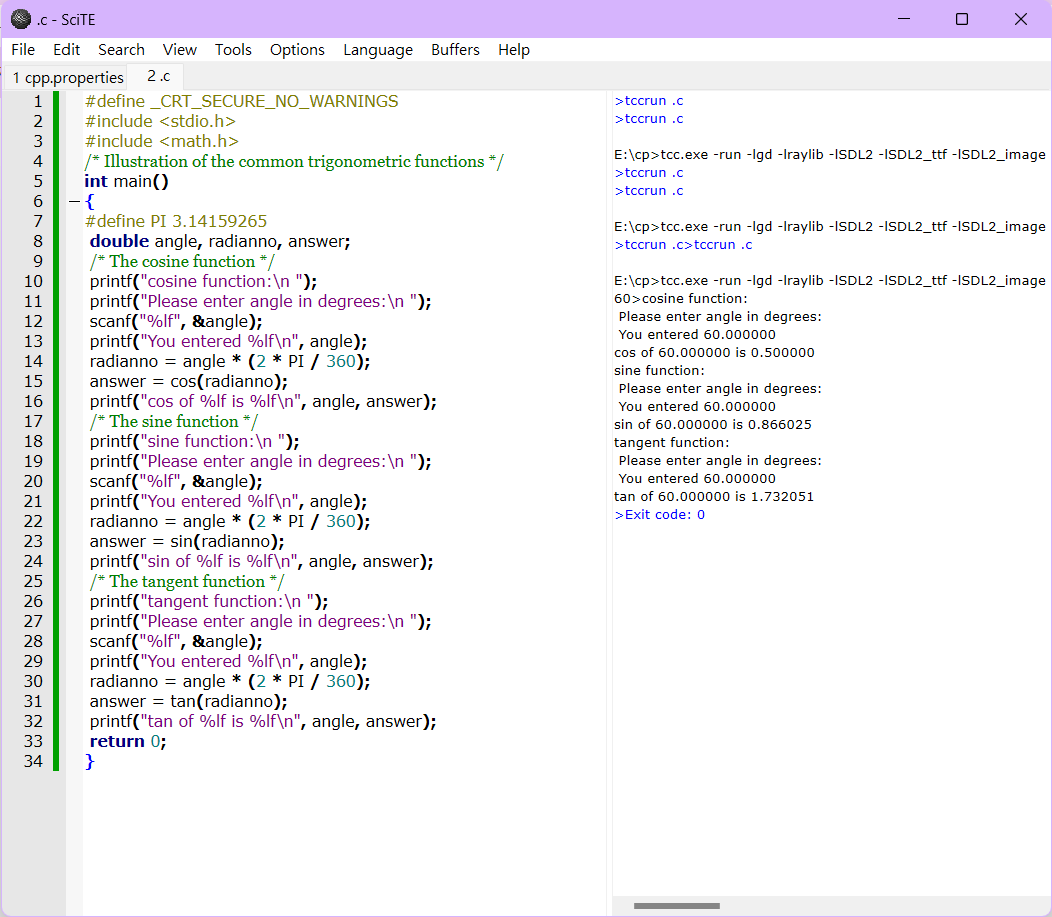 .c - SciTE
File Edit Search View Tools Options Language Buffers Help
1 cpp.properties 2 .c
1 #define _CRT_SECURE_NO_WARNINGS
2 #include <stdio.h>
3 #include <math.h>
4 /* Illustration of the common trigonometric functions */
5 int main()
6 {
7 #define PI 3.14159265
8 double angle, radianno, answer;
9 /* The cosine function */
10 printf("cosine function:\n ");
11 printf("Please enter angle in degrees:\n ");
12 scanf("%lf", &angle);
13 printf("You entered %lf\n", angle);
14 radianno = angle * (2 * PI / 360);
15 answer = cos(radianno);
16 printf("cos of %lf is %lf\n", angle, answer);
17 /* The sine function */
18 printf("sine function:\n ");
19 printf("Please enter angle in degrees:\n ");
20 scanf("%lf", &angle);
21 printf("You entered %lf\n", angle);
22 radianno = angle * (2 * PI / 360);
23 answer = sin(radianno);
24 printf("sin of %lf is %lf\n", angle, answer);
25 /* The tangent function */
26 printf("tangent function:\n ");
27 printf("Please enter angle in degrees:\n ");
28 scanf("%lf", &angle);
29 printf("You entered %lf\n", angle);
30 radianno = angle * (2 * PI / 360);
31 answer = tan(radianno);
32 printf("tan of %lf is %lf\n", angle, answer);
33 return 0;
34 }
>tccrun .c
>tccrun .c
E:\cp>tcc.exe -run -lgd -lraylib -lSDL2 -lSDL2_ttf -lSDL2_image
>tccrun .c
>tccrun .c
E:\cp>tcc.exe -run -lgd -lraylib -lSDL2 -lSDL2_ttf -lSDL2_image
>tccrun .c>tccrun .c
E:\cp>tcc.exe -run -lgd -lraylib -lSDL2 -lSDL2_ttf -lSDL2_image
60>cosine function:
Please enter angle in degrees:
You entered 60.000000
cos of 60.000000 is 0.500000
sine function:
Please enter angle in degrees:
You entered 60.000000
sin of 60.000000 is 0.866025
tangent function:
Please enter angle in degrees:
You entered 60.000000
tan of 60.000000 is 1.732051
>Exit code: 0